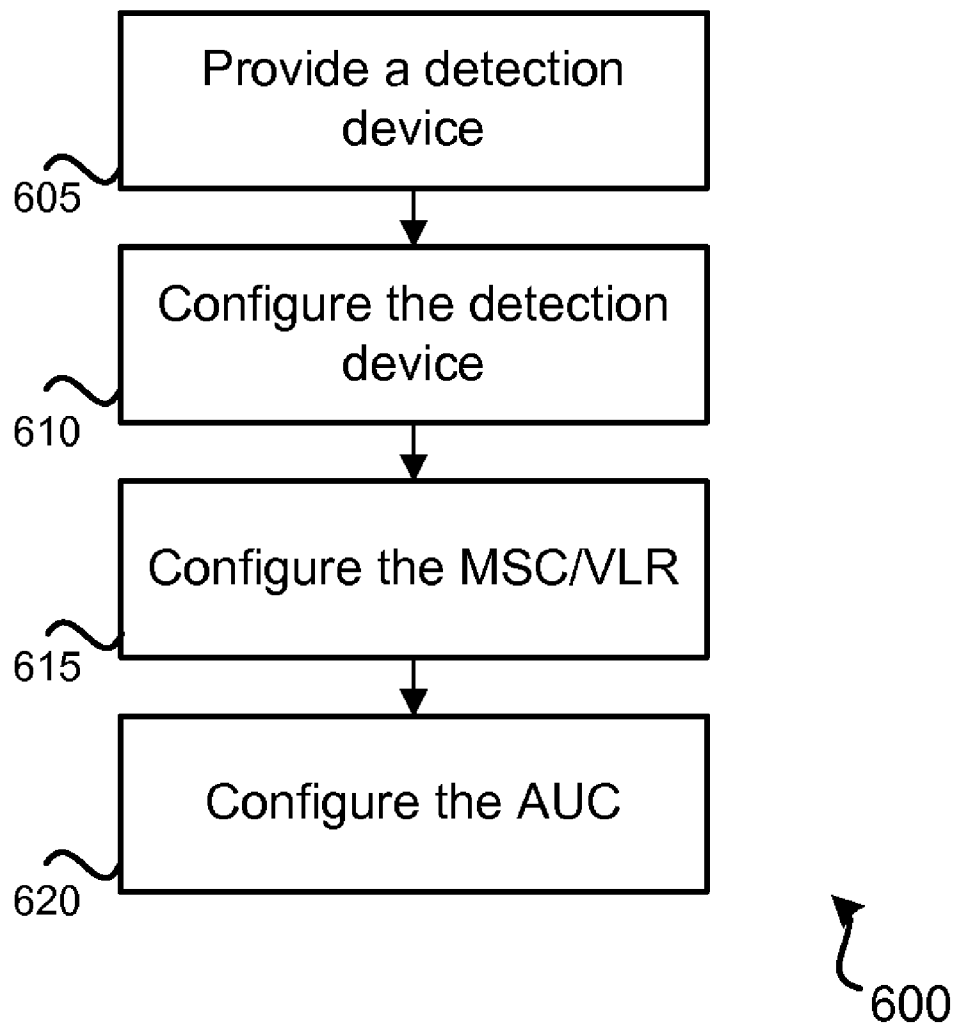 Provide a detection
device
605
Configure the detection
device
610
Configure the MSC/VLR
615
Configure the AUC
620
600